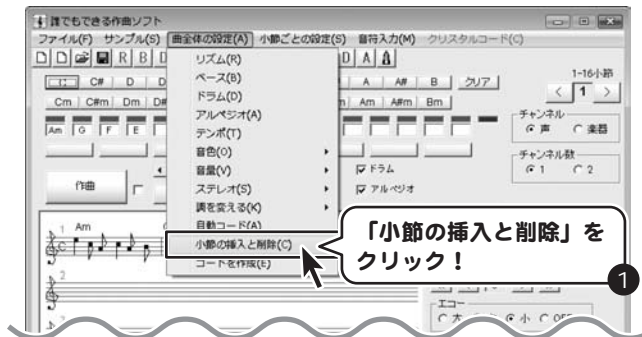 誰でもできる作曲ソフト
ファイル(F) サンプル(S) 曲全体の設定(A) 小節ごとの設定(S) 音符入力(M) クリスタルコード(C)
R B D A A
C C# D A A# B クリア
1-16小節
Cm C#m Dm Am A#m Bm
< 1 >
Am G F E
リズム(R)
ベース(B)
ドラム(D)
アルペジオ(A)
テンポ(T)
音色(O)
音量(V)
ステレオ(S)
調を変える(K)
自動コード(A)
小節の挿入と削除(C)
コードを作成(E)
チャンネル
声 楽器
チャンネル数
1 2
作曲
ドラム
アルペジオ
1 Am
2
「小節の挿入と削除」を
クリック！
1
エコー
大 小 OFF